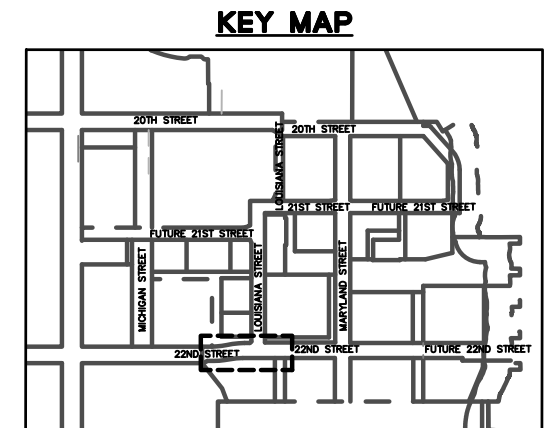 KEY MAP
20TH STREET
20TH STREET
LOUISIANA STREET
21ST STREET
FUTURE 21ST STREET
FUTURE 21ST STREET
MICHIGAN STREET
LOUISIANA STREET
MARYLAND STREET
22ND STREET
22ND STREET
FUTURE 22ND STREET